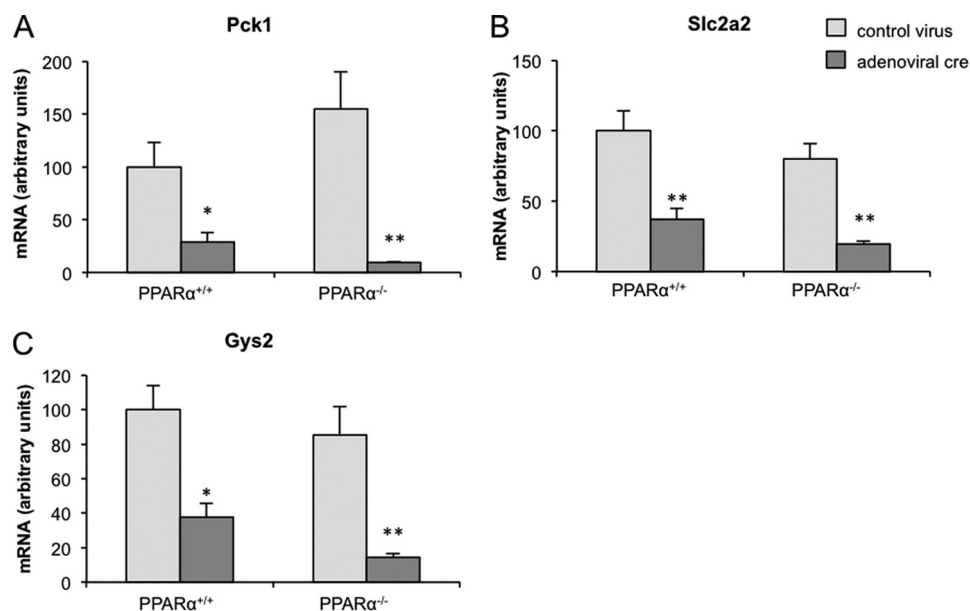 A
Pck1
mRNA (arbitrary units)
200
150
100
50
0
*
**
PPARα+/+
PPARα-/-
B
Slc2a2
control virus
adenoviral cre
mRNA (arbitrary units)
150
100
50
0
**
**
PPARα+/+
PPARα-/-
C
Gys2
mRNA (arbitrary units)
120
100
80
60
40
20
0
*
**
PPARα+/+
PPARα-/-